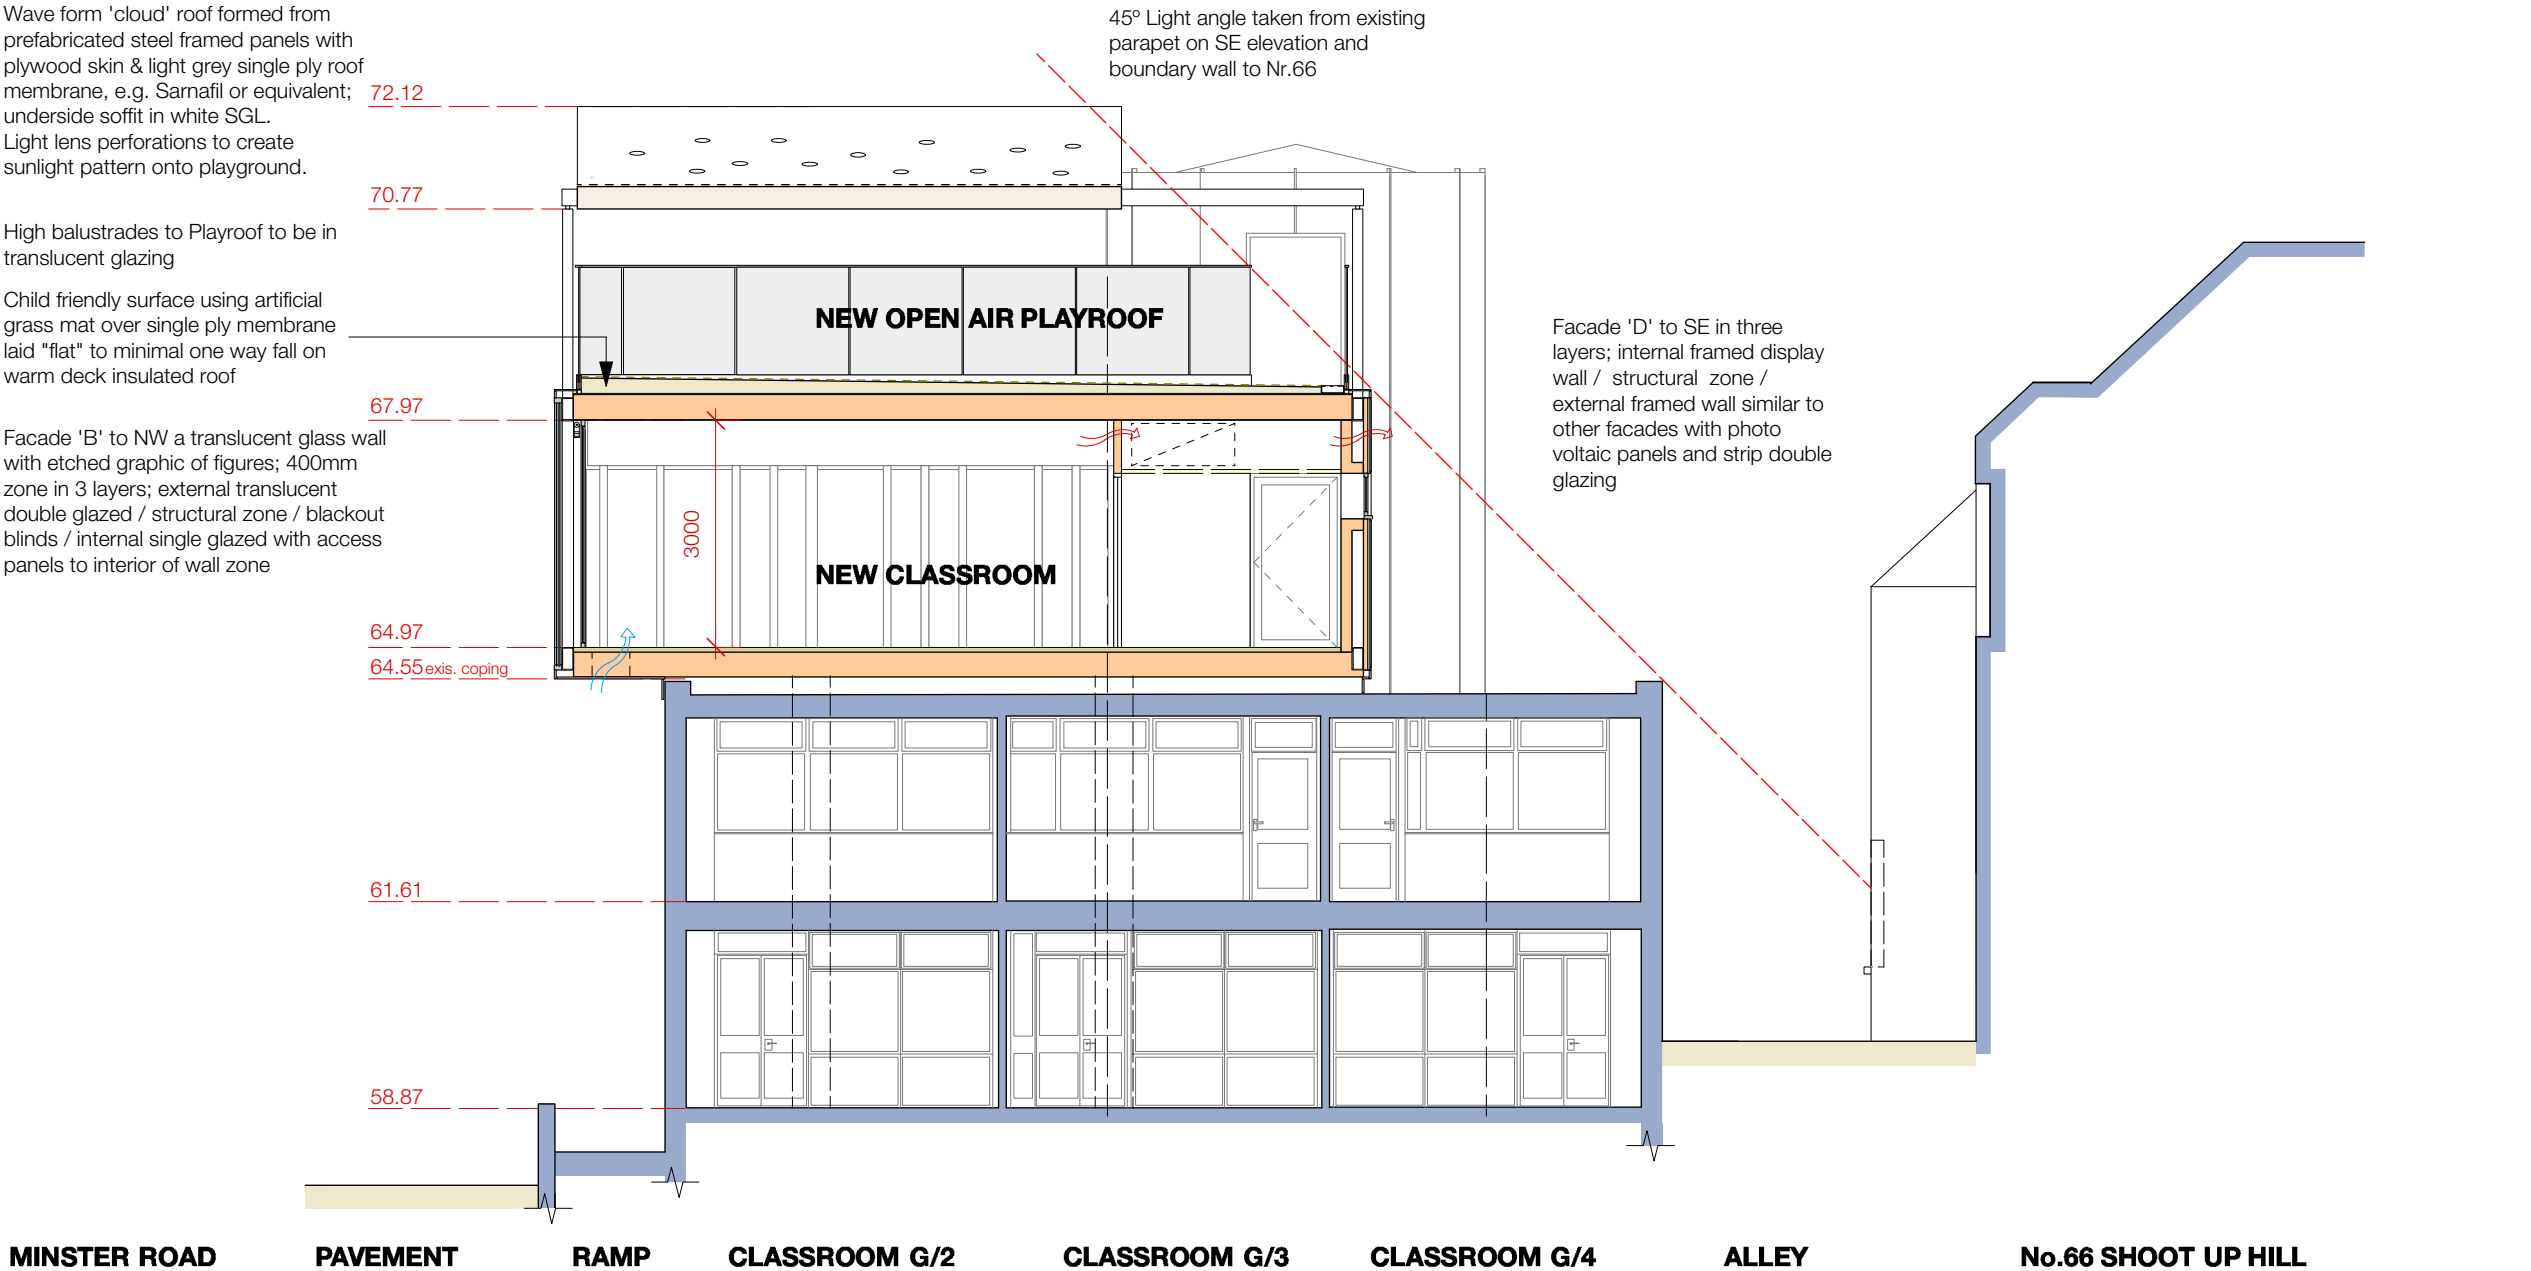 Wave form 'cloud' roof formed from
prefabricated steel framed panels with
plywood skin & light grey single ply roof
membrane, e.g. Sarnafil or equivalent;
underside soffit in white SGL.
Light lens perforations to create
sunlight pattern onto playground.
72.12
45º Light angle taken from existing
parapet on SE elevation and
boundary wall to Nr.66
70.77
High balustrades to Playroof to be in
translucent glazing
Child friendly surface using artificial
grass mat over single ply membrane
laid "flat" to minimal one way fall on
warm deck insulated roof
NEW OPEN AIR PLAYROOF
Facade 'D' to SE in three
layers; internal framed display
wall / structural zone /
external framed wall similar to
other facades with photo
voltaic panels and strip double
glazing
67.97
Facade 'B' to NW a translucent glass wall
with etched graphic of figures; 400mm
zone in 3 layers; external translucent
double glazed / structural zone / blackout
blinds / internal single glazed with access
panels to interior of wall zone
3000
NEW CLASSROOM
64.97
64.55 exis. coping
61.61
58.87
MINSTER ROAD
PAVEMENT
RAMP
CLASSROOM G/2
CLASSROOM G/3
CLASSROOM G/4
ALLEY
No.66 SHOOT UP HILL